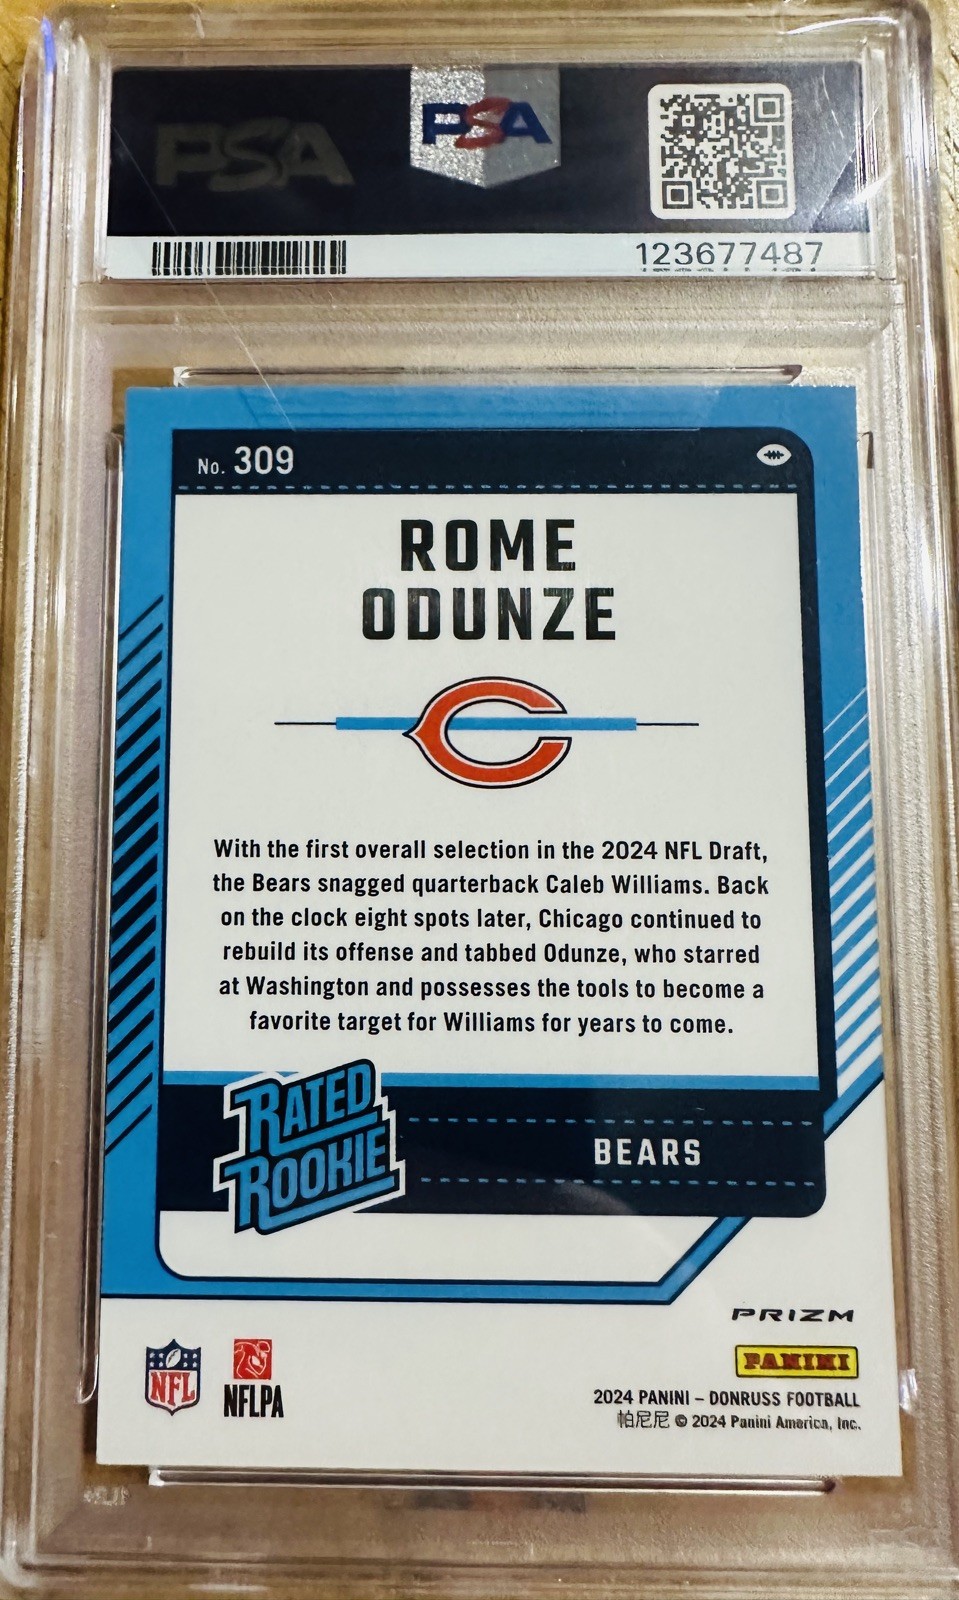 PSA
PSA
123677487
No. 309
ROME
ODUNZE
With the first overall selection in the 2024 NFL Draft,
the Bears snagged quarterback Caleb Williams. Back
on the clock eight spots later, Chicago continued to
rebuild its offense and tabbed Odunze, who starred
at Washington and possesses the tools to become a
favorite target for Williams for years to come.
RATED
ROOKIE
BEARS
PRIZM
PANINI
NFL
NFLPA
2024 PANINI – DONRUSS FOOTBALL
帕尼尼 © 2024 Panini America, Inc.